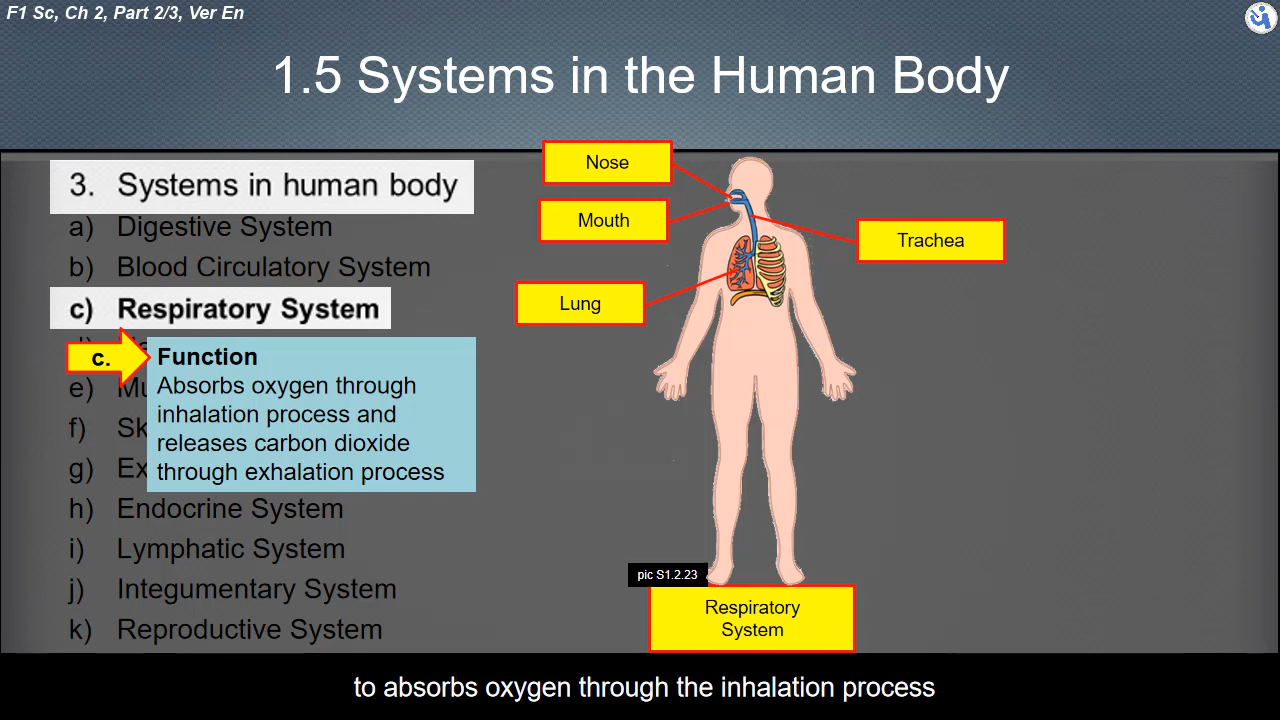 F1 Sc, Ch 2, Part 2/3, Ver En
1.5 Systems in the Human Body
3. Systems in human body
a) Digestive System
b) Blood Circulatory System
c) Respiratory System
c.
Function
Absorbs oxygen through
inhalation process and
releases carbon dioxide
through exhalation process
e)
f) Sk
g) Ex
h) Endocrine System
i) Lymphatic System
j) Integumentary System
k) Reproductive System
Nose
Mouth
Trachea
Lung
pic S1.2.23
Respiratory
System
to absorbs oxygen through the inhalation process